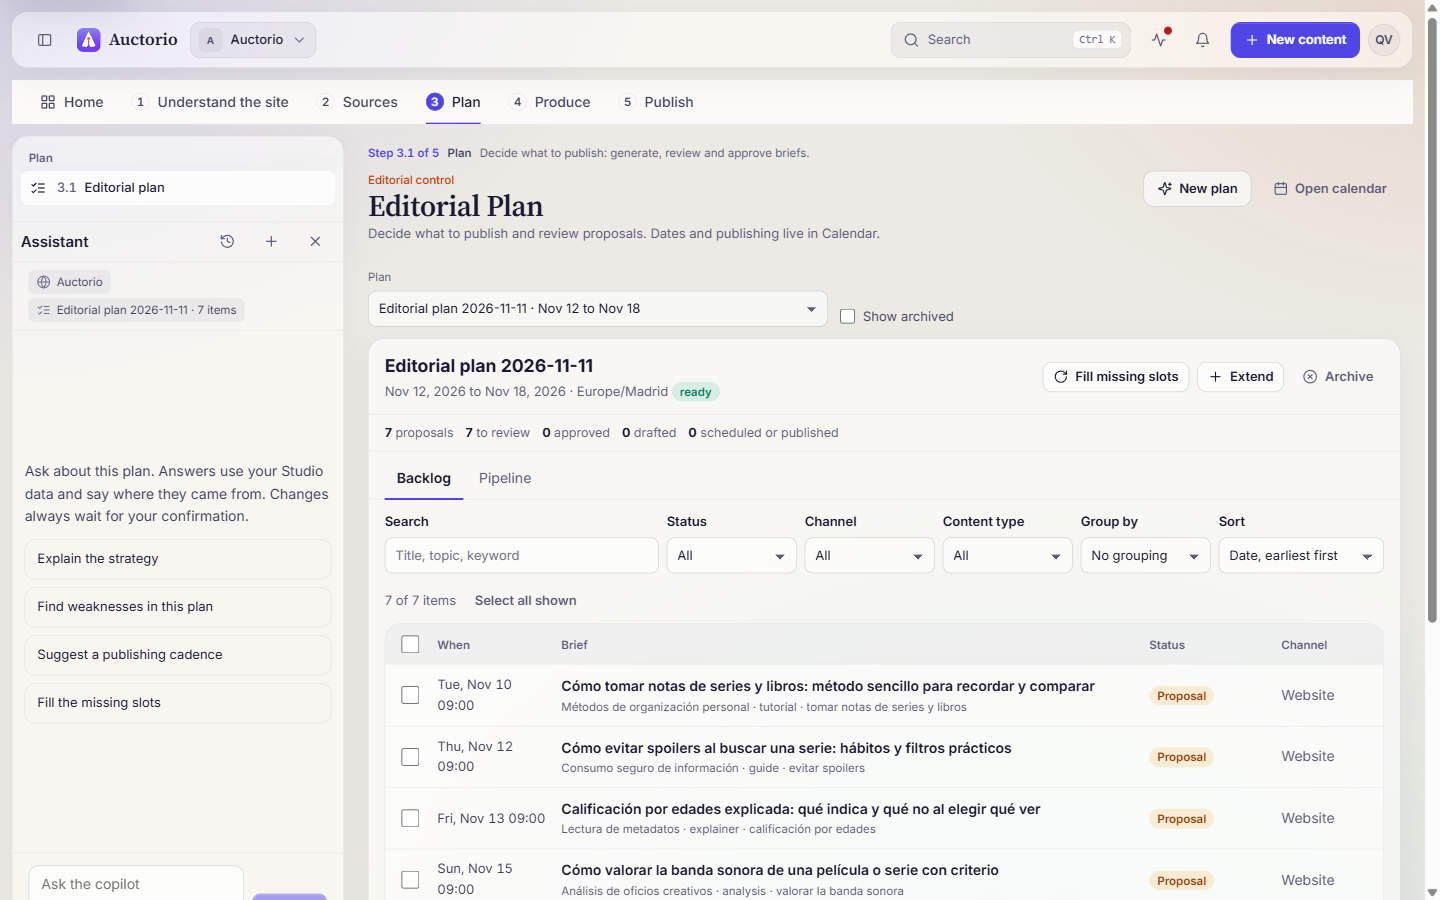 Auctorio
A Auctorio
Search
Ctrl K
New content
QV
Home
1 Understand the site
2 Sources
3 Plan
4 Produce
5 Publish
Plan
3.1 Editorial plan
Assistant
Auctorio
Editorial plan 2026-11-11 · 7 items
Ask about this plan. Answers use your Studio
data and say where they came from. Changes
always wait for your confirmation.
Explain the strategy
Find weaknesses in this plan
Suggest a publishing cadence
Fill the missing slots
Ask the copilot
Step 3.1 of 5 Plan Decide what to publish: generate, review and approve briefs.
Editorial control
Editorial Plan
Decide what to publish and review proposals. Dates and publishing live in Calendar.
New plan
Open calendar
Plan
Editorial plan 2026-11-11 · Nov 12 to Nov 18
Show archived
Editorial plan 2026-11-11
Nov 12, 2026 to Nov 18, 2026 · Europe/Madrid ready
Fill missing slots
Extend
Archive
7 proposals 7 to review 0 approved 0 drafted 0 scheduled or published
Backlog
Pipeline
Search
Status
Channel
Content type
Group by
Sort
Title, topic, keyword
All
All
All
No grouping
Date, earliest first
7 of 7 items
Select all shown
When
Brief
Status
Channel
Tue, Nov 10
09:00
Cómo tomar notas de series y libros: método sencillo para recordar y comparar
Métodos de organización personal · tutorial · tomar notas de series y libros
Proposal
Website
Thu, Nov 12
09:00
Cómo evitar spoilers al buscar una serie: hábitos y filtros prácticos
Consumo seguro de información · guide · evitar spoilers
Proposal
Website
Fri, Nov 13 09:00
Calificación por edades explicada: qué indica y qué no al elegir qué ver
Lectura de metadatos · explainer · calificación por edades
Proposal
Website
Sun, Nov 15
09:00
Cómo valorar la banda sonora de una película o serie con criterio
Análisis de oficios creativos · analysis · valorar la banda sonora
Proposal
Website